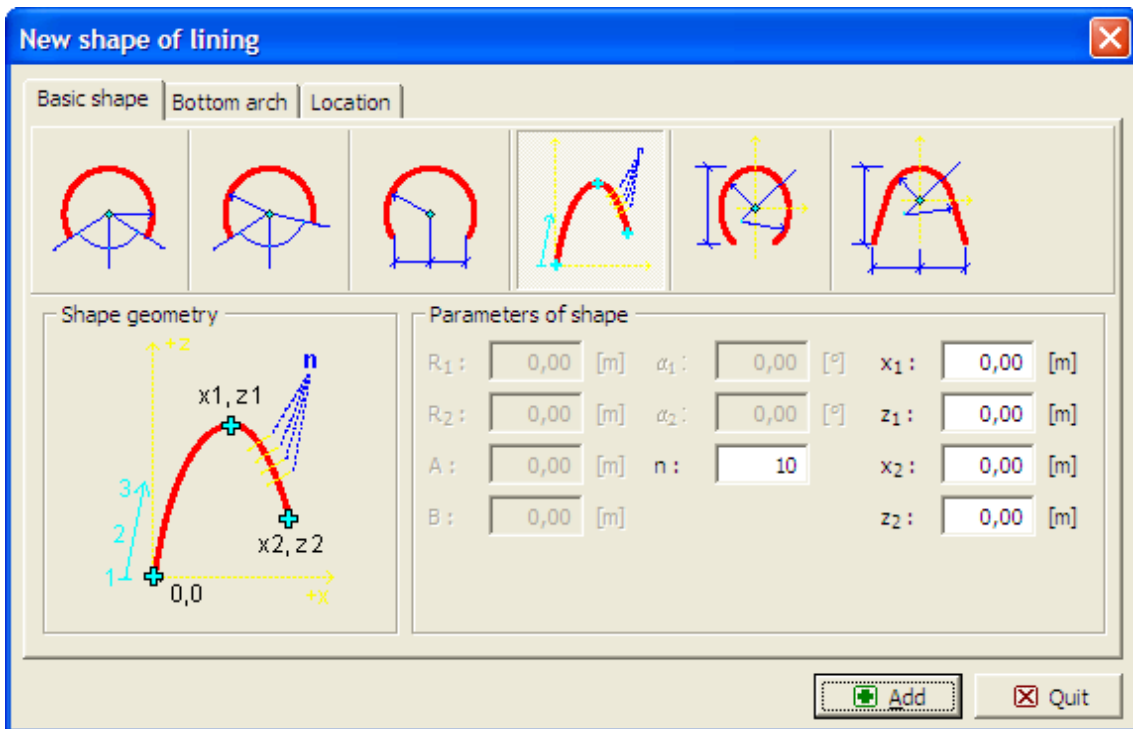 New shape of lining
Basic shape Bottom arch Location
n
Shape geometry
+z
n
x1, z1
3
2
x2, z2
1
0,0
+x
Parameters of shape
R1 : 0,00 [m] α1 : 0,00 [°] x1 : 0,00 [m]
R2 : 0,00 [m] α2 : 0,00 [°] z1 : 0,00 [m]
A : 0,00 [m] n : 10 x2 : 0,00 [m]
B : 0,00 [m] z2 : 0,00 [m]
Add Quit